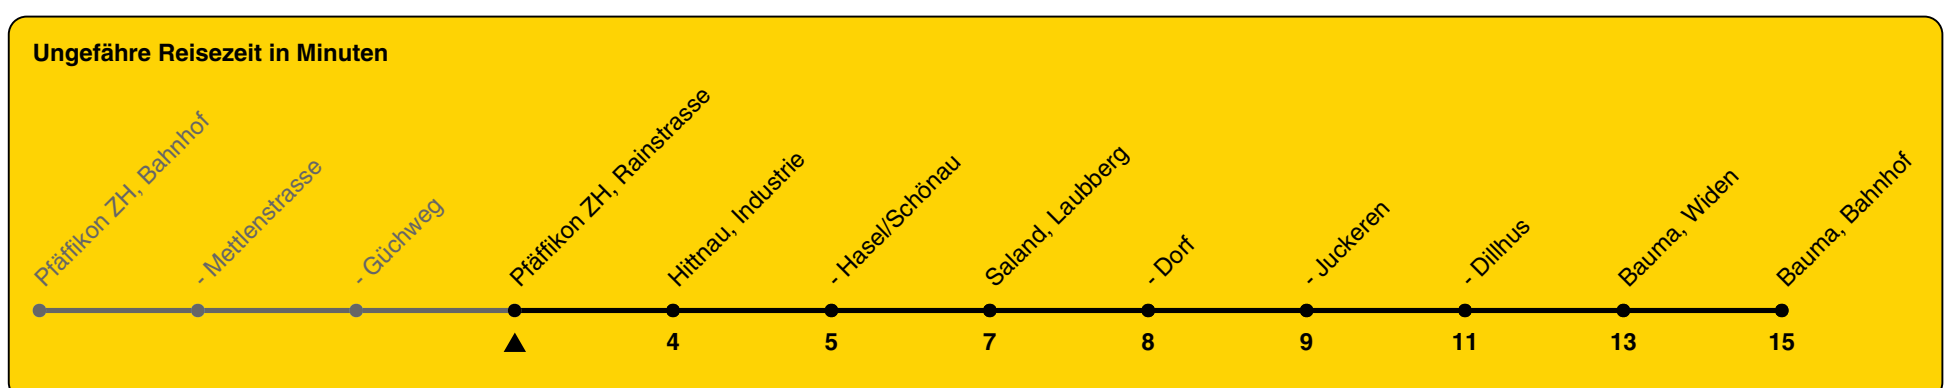 Ungefähre Reisezeit in Minuten
Pfäffikon ZH, Bahnhof
- Mettlenstrasse
- Güchweg
Pfäffikon ZH, Rainstrasse
Hittnau, Industrie
- Hasel/Schönau
Saland, Laubberg
- Dorf
- Juckeren
- Dillhus
Bauma, Widen
Bauma, Bahnhof
4 5 7 8 9 11 13 15